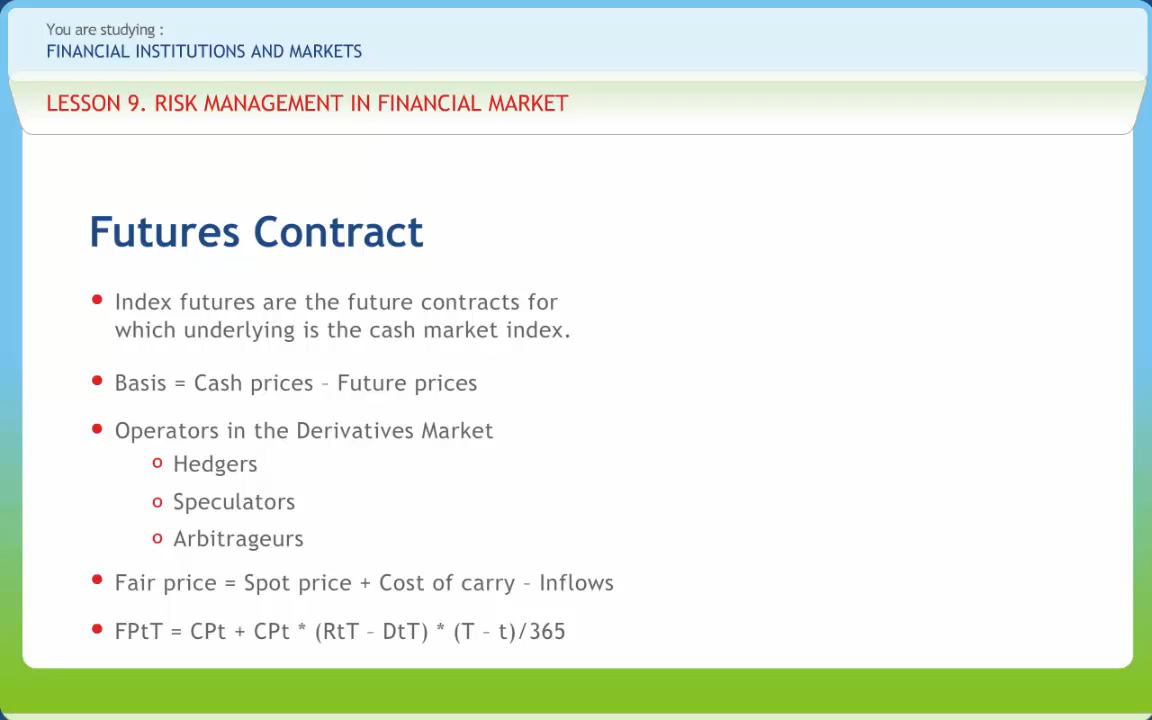 You are studying :
FINANCIAL INSTITUTIONS AND MARKETS
LESSON 9. RISK MANAGEMENT IN FINANCIAL MARKET
Futures Contract
• Index futures are the future contracts for
which underlying is the cash market index.
• Basis = Cash prices – Future prices
• Operators in the Derivatives Market
o Hedgers
o Speculators
o Arbitrageurs
• Fair price = Spot price + Cost of carry – Inflows
• FPtT = CPt + CPt * (RtT – DtT) * (T – t)/365